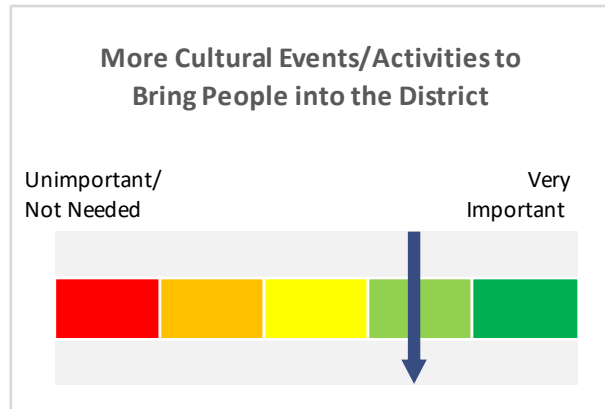 More Cultural Events/Activities to
Bring People into the District
Unimportant/
Not Needed
Very
Important